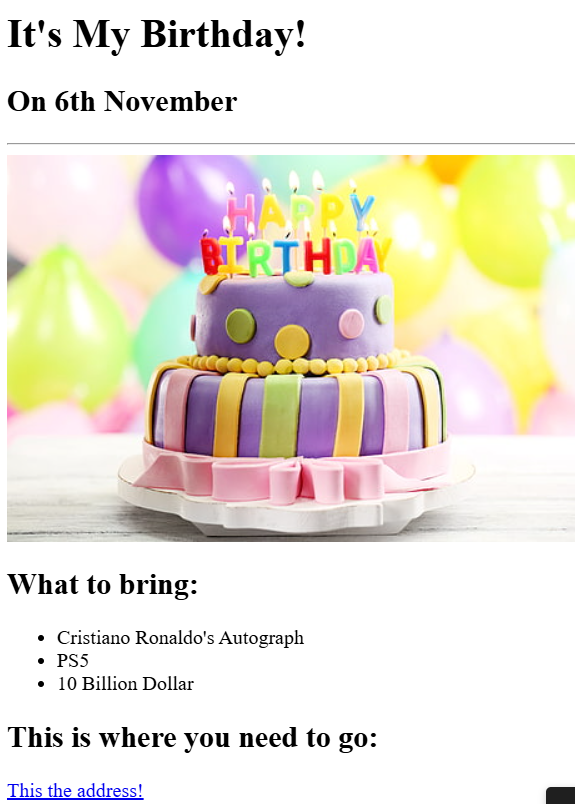 It's My Birthday!
On 6th November
HAPPY
BIRTHDAY
What to bring:
Cristiano Ronaldo's Autograph
PS5
10 Billion Dollar
This is where you need to go:
This the address!